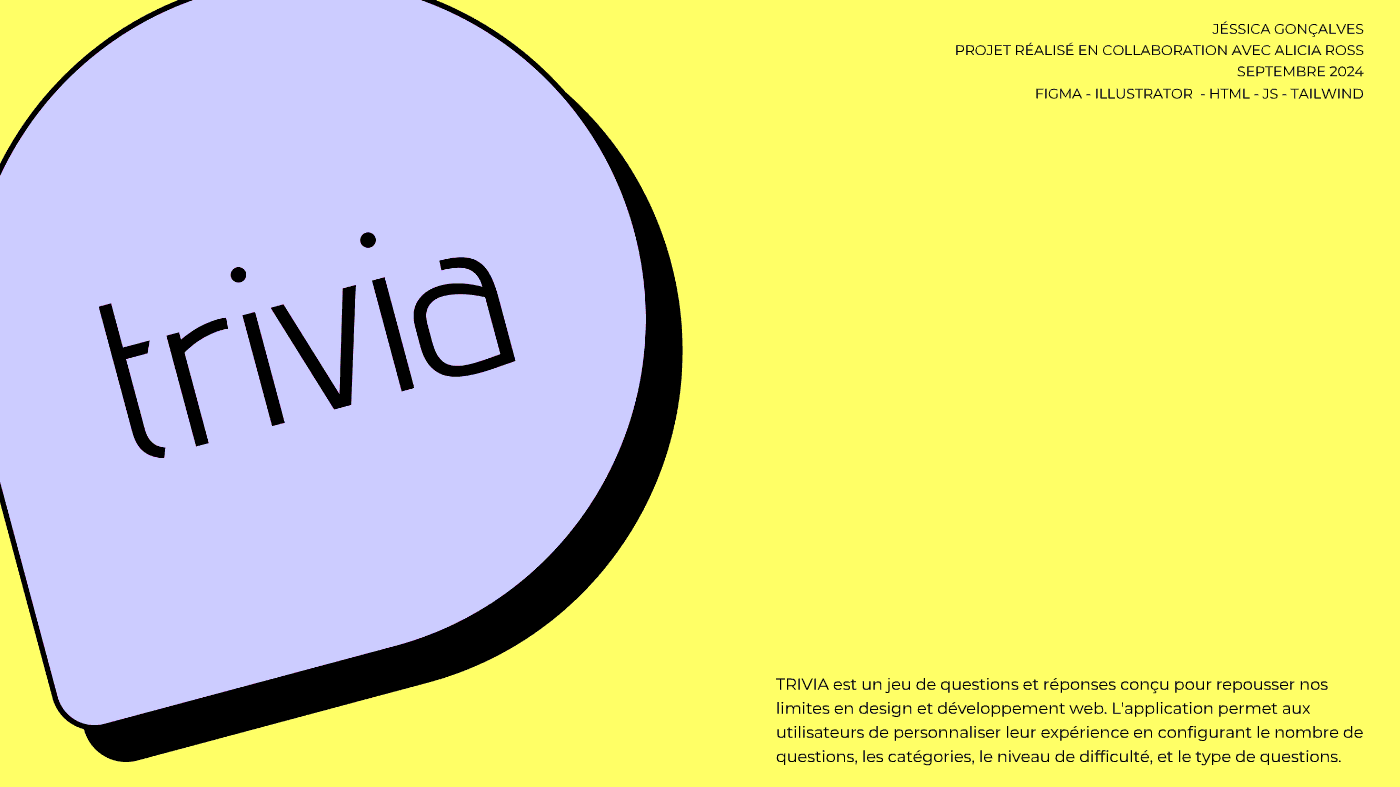 JÉSSICA GONÇALVES
PROJET RÉALISÉ EN COLLABORATION AVEC ALICIA ROSS
SEPTEMBRE 2024
FIGMA - ILLUSTRATOR - HTML - JS - TAILWIND
trivia
TRIVIA est un jeu de questions et réponses conçu pour repousser nos
limites en design et développement web. L'application permet aux
utilisateurs de personnaliser leur expérience en configurant le nombre de
questions, les catégories, le niveau de difficulté, et le type de questions.